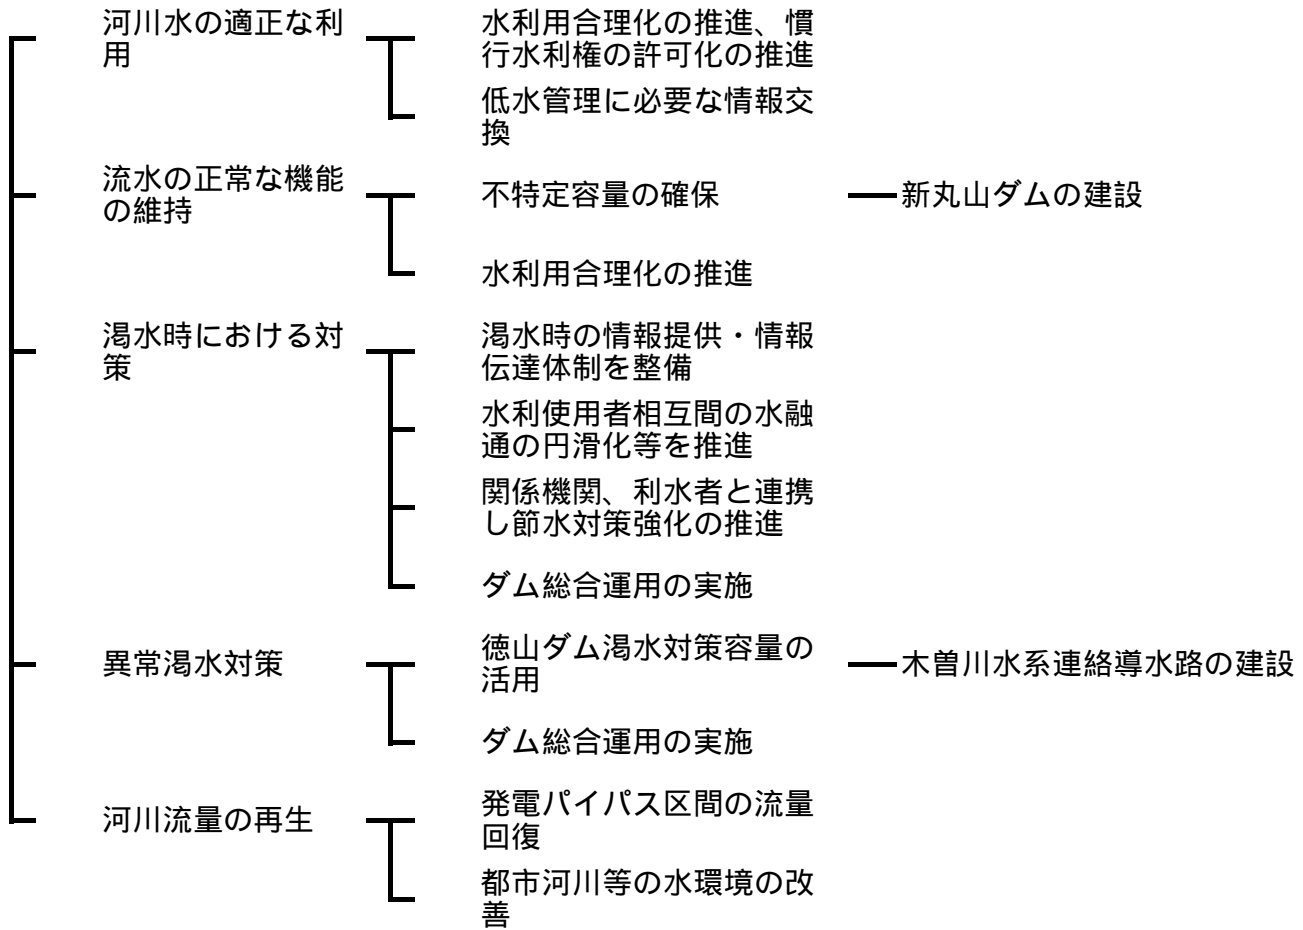 河川水の適正な利
用
水利用合理化の推進、慣
行水利権の許可化の推進
低水管理に必要な情報交
換
流水の正常な機能
の維持
不特定容量の確保
新丸山ダムの建設
水利用合理化の推進
渇水時における対
策
渇水時の情報提供・情報
伝達体制を整備
水利使用者相互間の水融
通の円滑化等を推進
関係機関、利水者と連携
し節水対策強化の推進
ダム総合運用の実施
異常渇水対策
徳山ダム渇水対策容量の
活用
木曽川水系連絡導水路の建設
ダム総合運用の実施
河川流量の再生
発電パイパス区間の流量
回復
都市河川等の水環境の改
善